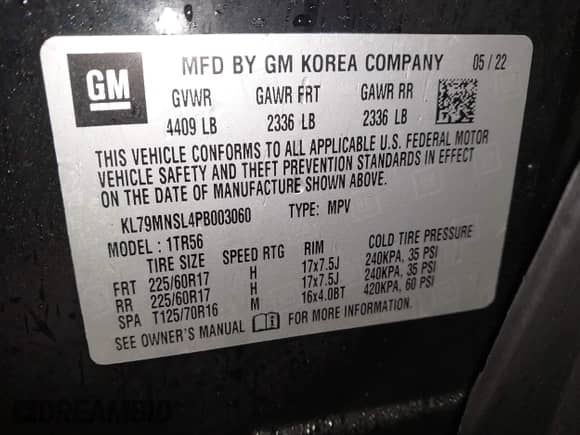 GM MFD BY GM KOREA COMPANY 05/22
GVWR GAWR FRT GAWR RR
4409 LB 2336 LB 2336 LB
THIS VEHICLE CONFORMS TO ALL APPLICABLE U.S. FEDERAL MOTOR
VEHICLE SAFETY AND THEFT PREVENTION STANDARDS IN EFFECT
ON THE DATE OF MANUFACTURE SHOWN ABOVE.
KL79MNSL4PB003060 TYPE: MPV
MODEL: 1TR56
TIRE SIZE SPEED RTG RIM COLD TIRE PRESSURE
FRT 225/60R17 H 17x7.5J 240KPA, 35 PSI
RR 225/60R17 H 17x7.5J 240KPA, 35 PSI
SPA T125/70R16 M 16x4.0BT 420KPA, 60 PSI
SEE OWNER'S MANUAL FOR MORE INFORMATION.